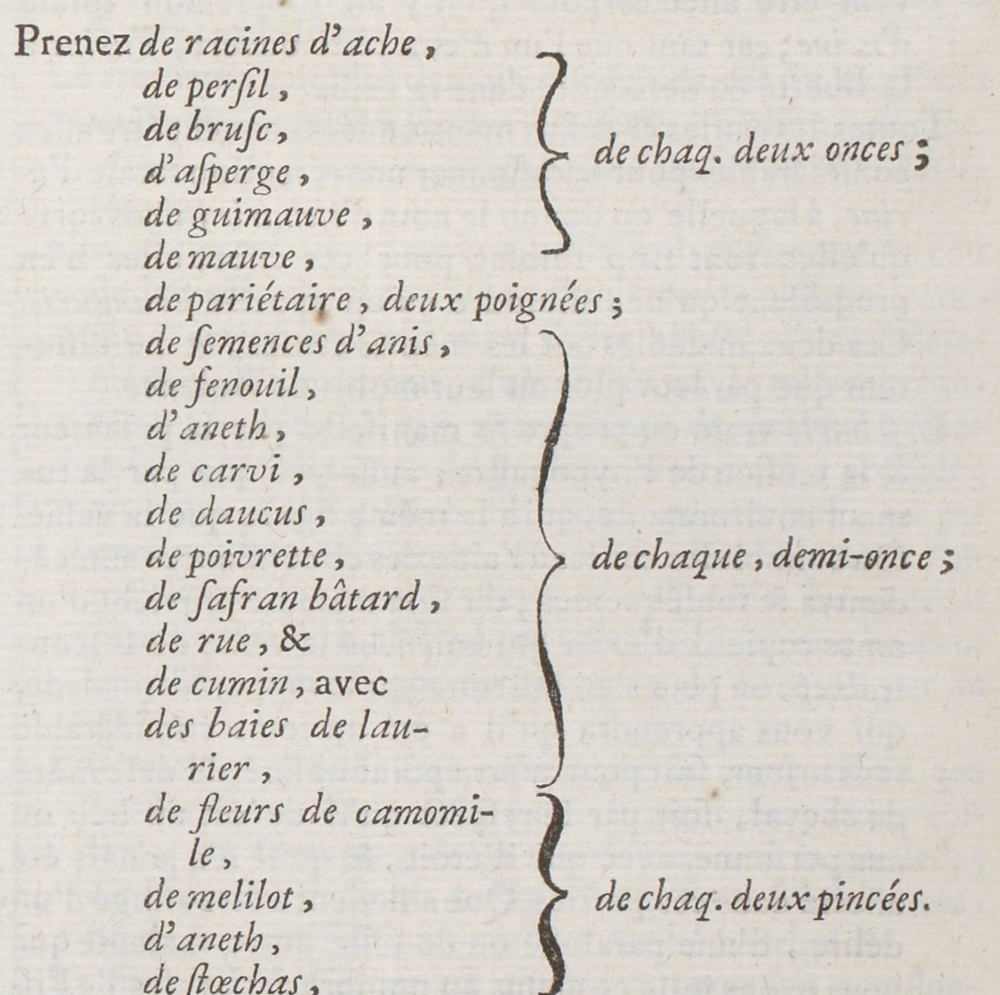 Prenez de racines d’ache,
de perſil,
de bruſc,
d’aſperge,
de guimauve,
de mauve,
de chaq. deux onces;
de pariétaire, deux poignées;
de ſemences d’anis,
de fenouil,
d’aneth,
de carvi,
de daucus,
de poivrette,
de ſafran bâtard,
de rue, &
de cumin, avec
des baies de lau-
rier,
de chaque, demi-once;
de fleurs de camomi-
le,
de melilot,
d’aneth,
de ſtœchas,
de chaq. deux pincées.